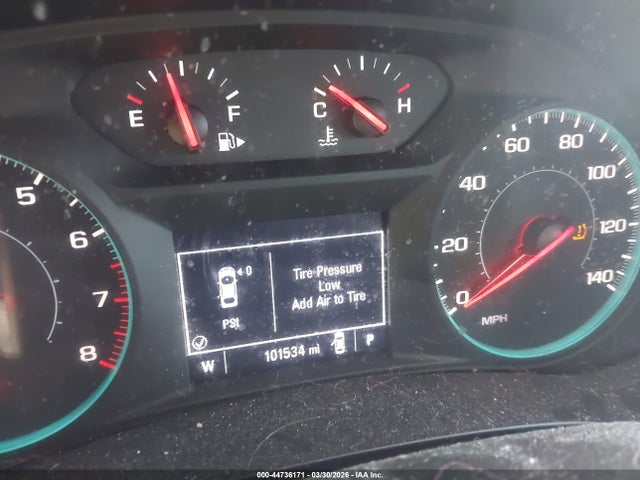 E F
C H
5
6
7
8
0
20
40
60
80
100
120
140
MPH
0
PSI
Tire Pressure
Low
Add Air to Tire
W 101534 mi P
000-44736171 | 03/30/2026 | IAA Inc.